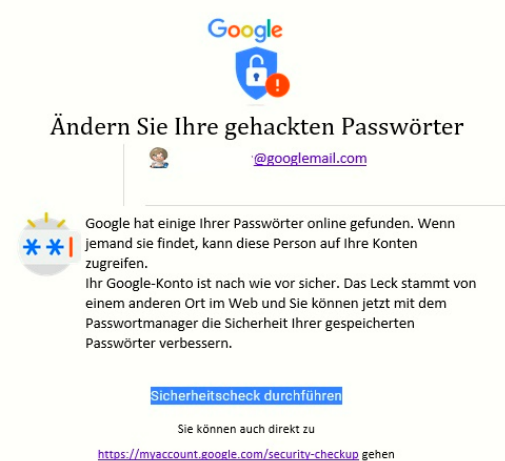 Google
Ändern Sie Ihre gehackten Passwörter
@googlemail.com
Google hat einige Ihrer Passwörter online gefunden. Wenn
jemand sie findet, kann diese Person auf Ihre Konten
zugreifen.
Ihr Google-Konto ist nach wie vor sicher. Das Leck stammt von
einem anderen Ort im Web und Sie können jetzt mit dem
Passwortmanager die Sicherheit Ihrer gespeicherten
Passwörter verbessern.
Sicherheitscheck durchführen
Sie können auch direkt zu
https://myaccount.google.com/security-checkup gehen